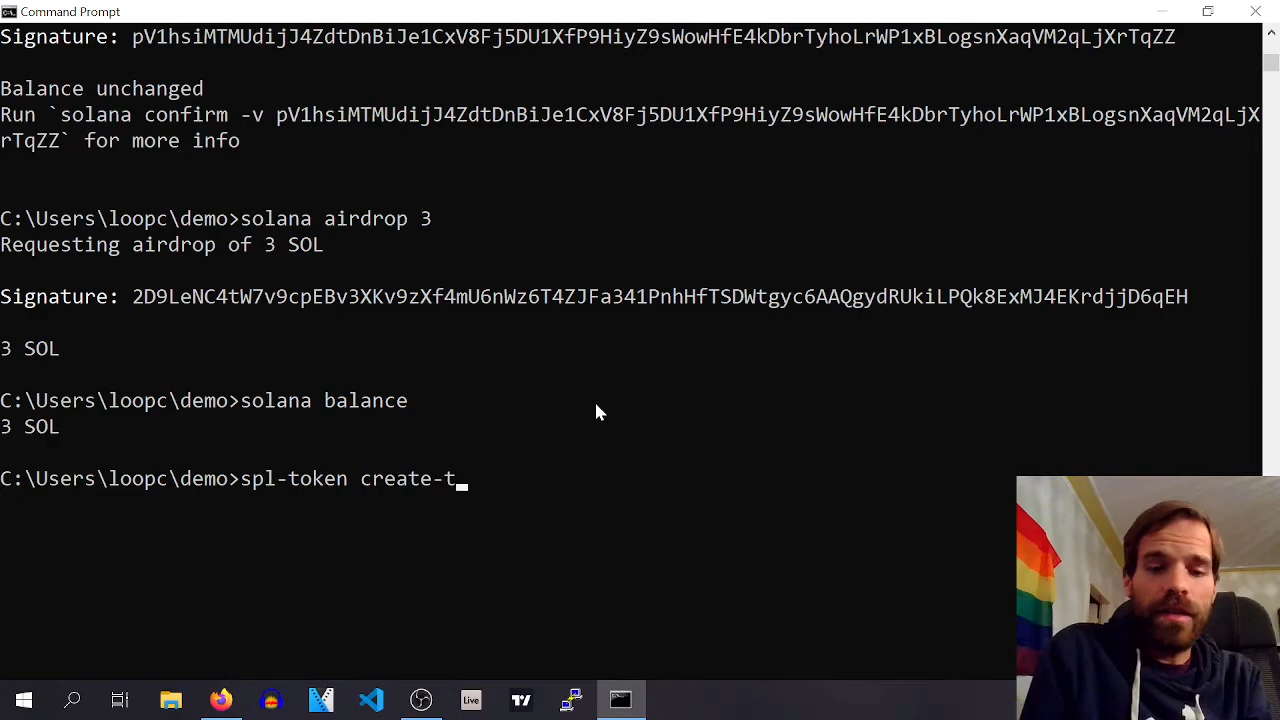 Command Prompt
Signature: pV1hsiMTMUdijJ4ZdtDnBiJe1CxV8Fj5DU1XfP9HiyZ9sWowHfE4kDbrTyhoLrWP1xBLogsnXaqVM2qLjXrTqZZ
Balance unchanged
Run `solana confirm -v pV1hsiMTMUdijJ4ZdtDnBiJe1CxV8Fj5DU1XfP9HiyZ9sWowHfE4kDbrTyhoLrWP1xBLogsnXaqVM2qLjX
rTqZZ` for more info
C:\Users\loopc\demo>solana airdrop 3
Requesting airdrop of 3 SOL
Signature: 2D9LeNC4tW7v9cpEBv3XKv9zXf4mU6nWz6T4ZJFa341PnhHfTSDWtgyc6AAQgydRUkiLPQk8ExMJ4EKrdjjD6qEH
3 SOL
C:\Users\loopc\demo>solana balance
3 SOL
C:\Users\loopc\demo>spl-token create-t
Live